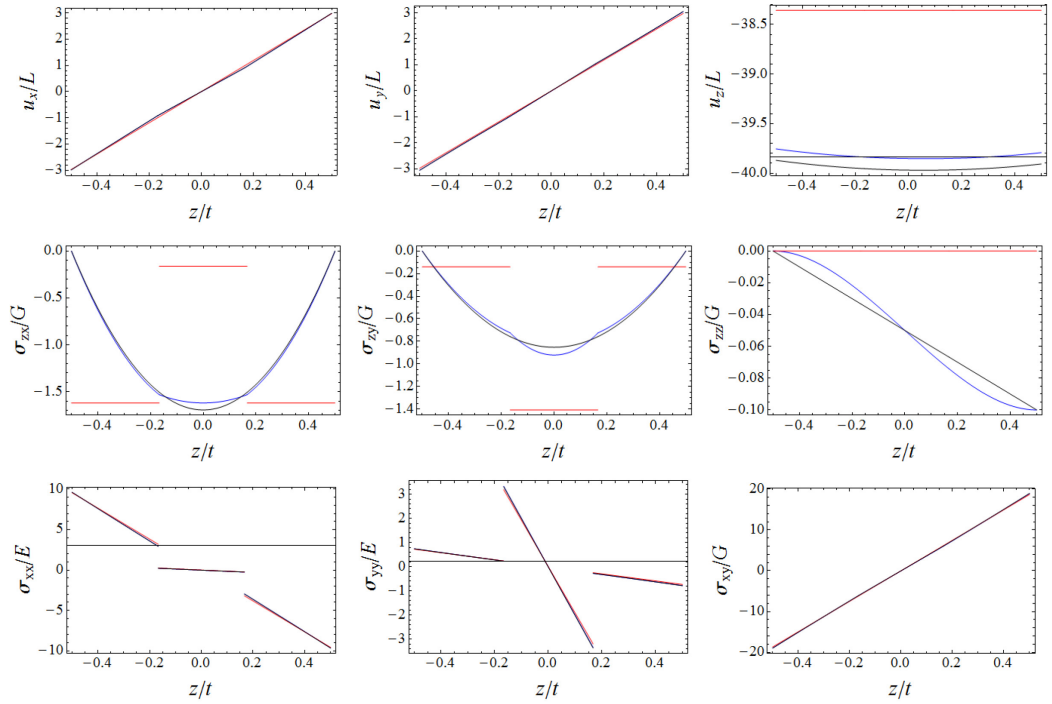 3
2
1
0
−1
−2
−3
u_x/L
−0.4 −0.2 0.0 0.2 0.4
z/t
3
2
1
0
−1
−2
−3
u_y/L
−0.4 −0.2 0.0 0.2 0.4
z/t
−38.5
−39.0
−39.5
−40.0
u_z/L
−0.4 −0.2 0.0 0.2 0.4
z/t
0.0
−0.5
−1.0
−1.5
σ_zx/G
−0.4 −0.2 0.0 0.2 0.4
z/t
0.0
−0.2
−0.4
−0.6
−0.8
−1.0
−1.2
−1.4
σ_zy/G
−0.4 −0.2 0.0 0.2 0.4
z/t
0.00
−0.02
−0.04
−0.06
−0.08
−0.10
σ_zz/G
−0.4 −0.2 0.0 0.2 0.4
z/t
10
5
0
−5
−10
σ_xx/E
−0.4 −0.2 0.0 0.2 0.4
z/t
3
2
1
0
−1
−2
−3
σ_yy/E
−0.4 −0.2 0.0 0.2 0.4
z/t
20
10
0
−10
−20
σ_xy/G
−0.4 −0.2 0.0 0.2 0.4
z/t